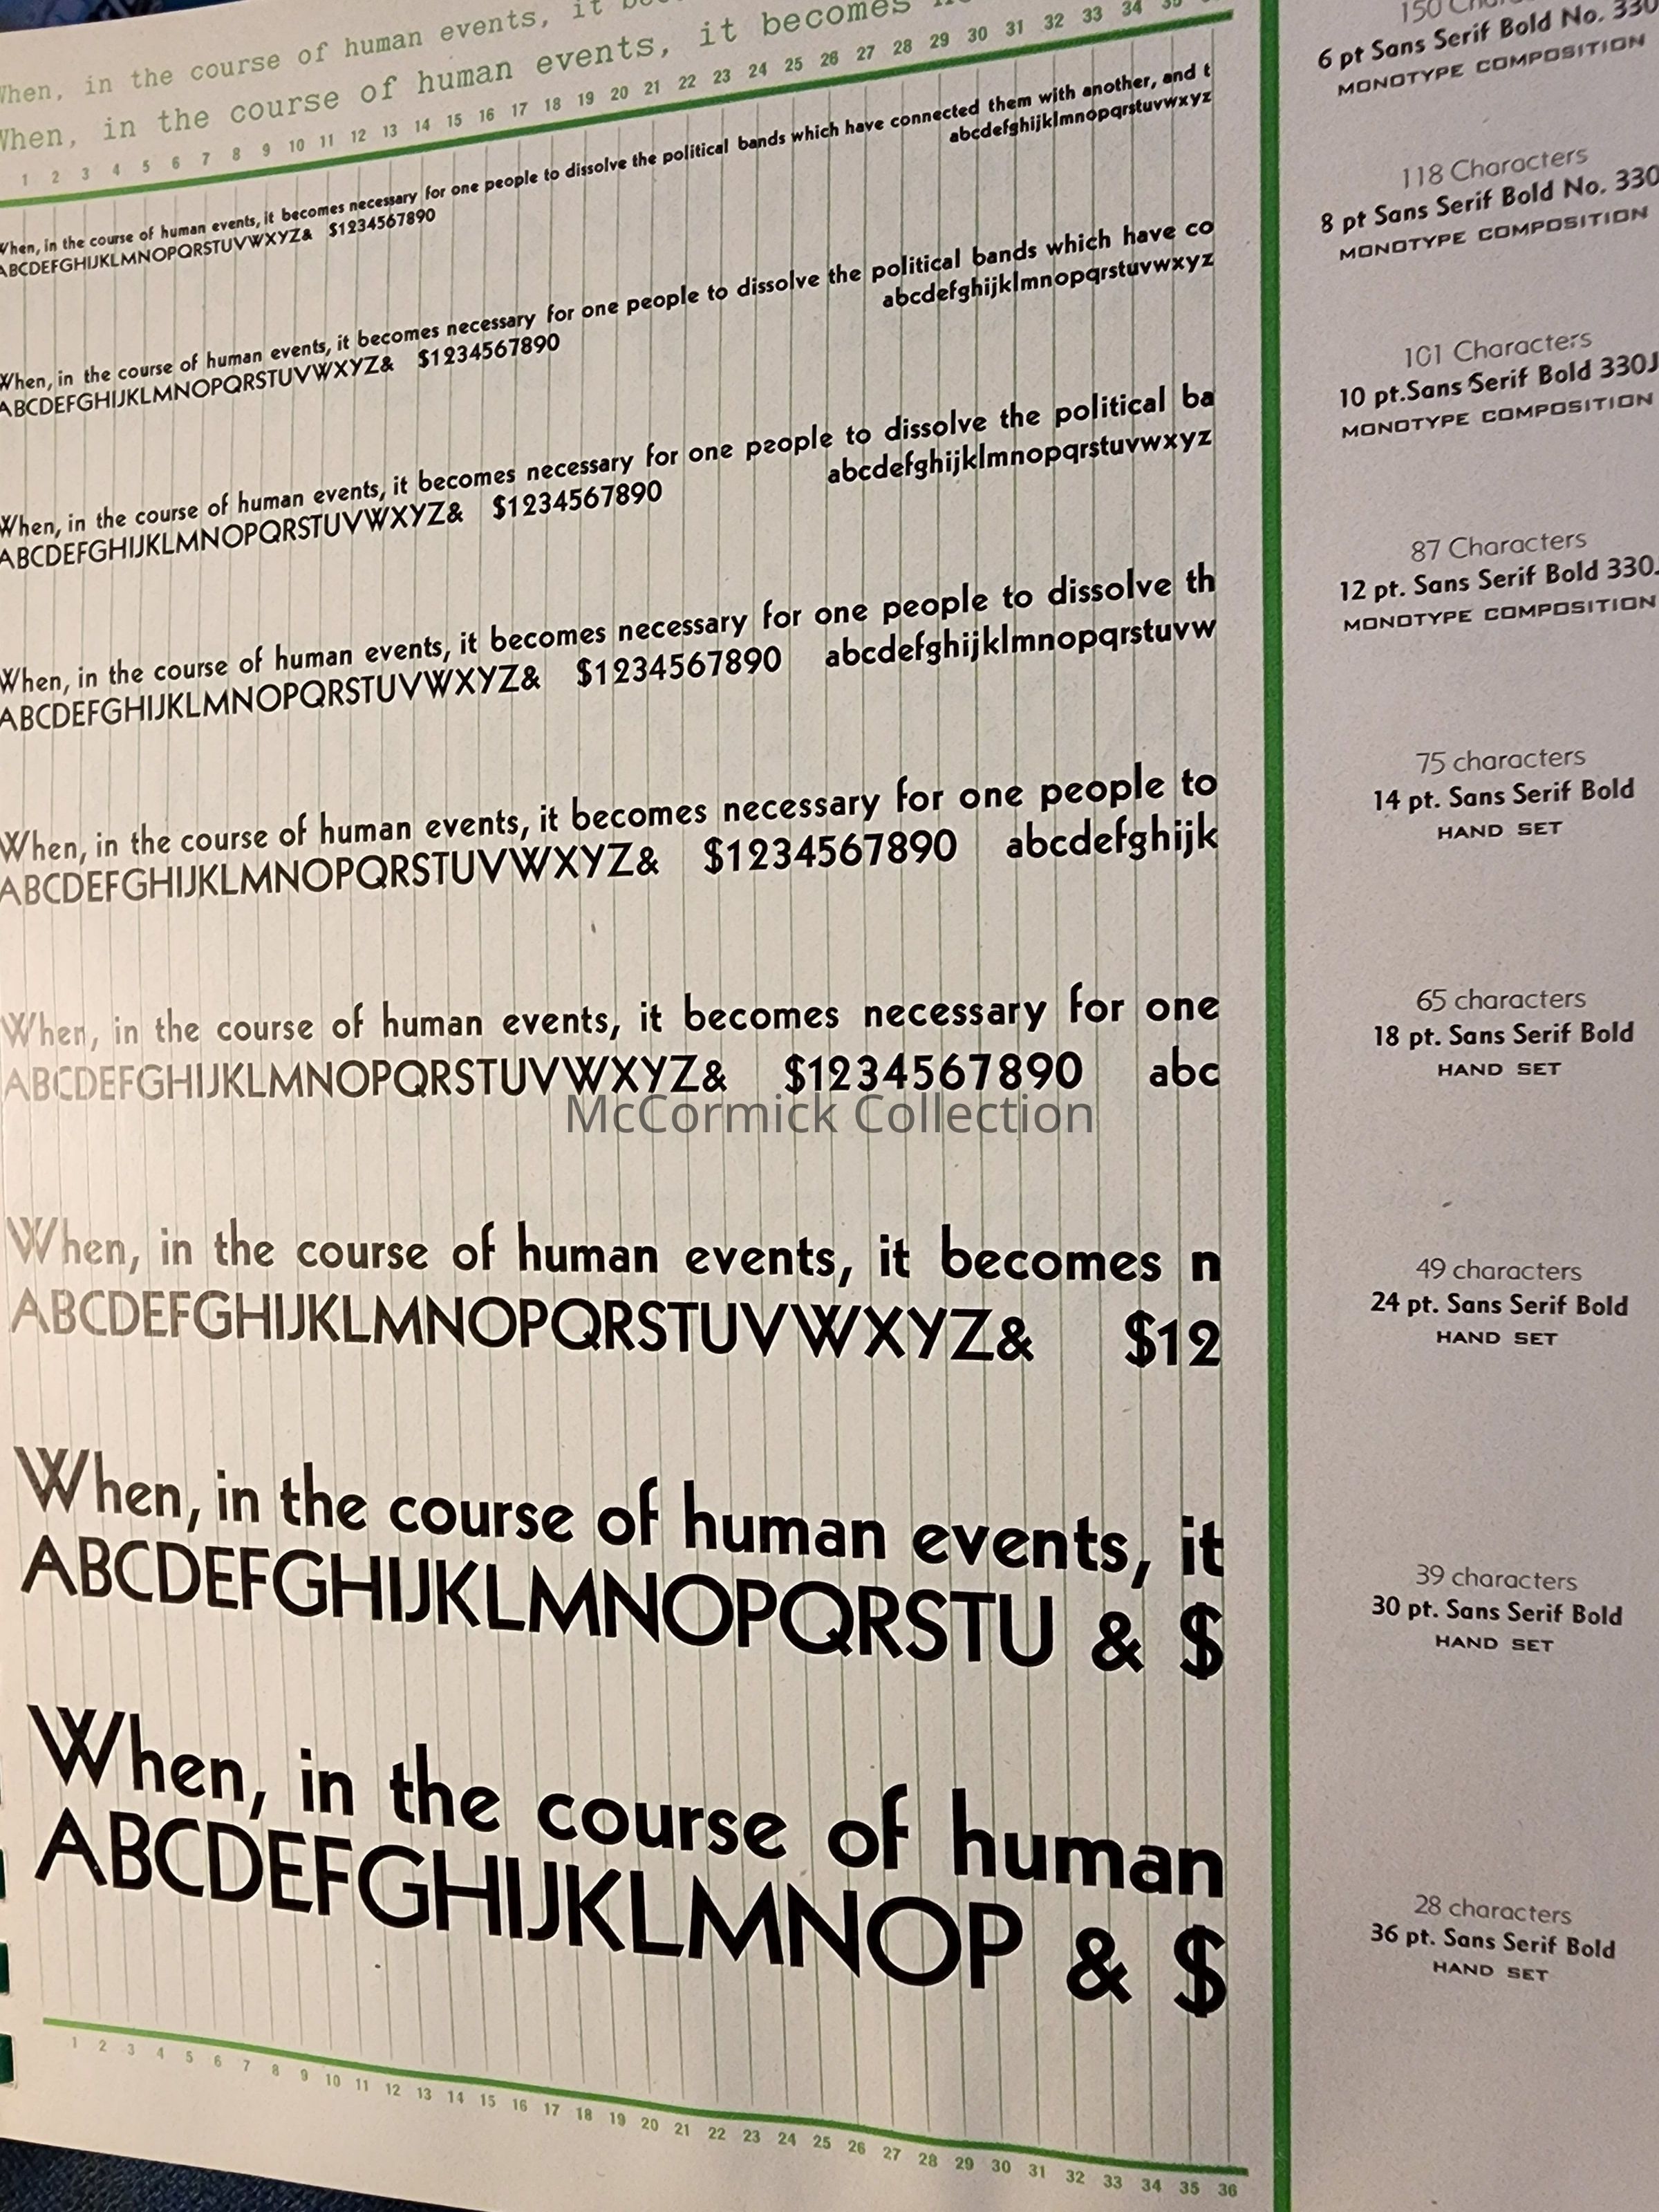 When, in the course of human events, it
When, in the course of human events, it becomes
1 2 3 4 5 6 7 8 9 10 11 12 13 14 15 16 17 18 19 20 21 22 23 24 25 26 27 28 29 30 31 32 33 34 35
When, in the course of human events, it becomes necessary for one people to dissolve the political bands which have connected them with another, and t
ABCDEFGHIJKLMNOPQRSTUVWXYZ& $1234567890 abcdefghijklmnopqrstuvwxyz
150
6 pt Sans Serif Bold No. 330
MONOTYPE COMPOSITION
When, in the course of human events, it becomes necessary for one people to dissolve the political bands which have co
ABCDEFGHIJKLMNOPQRSTUVWXYZ& $1234567890 abcdefghijklmnopqrstuvwxyz
118 Characters
8 pt Sans Serif Bold No. 330
MONOTYPE COMPOSITION
When, in the course of human events, it becomes necessary for one people to dissolve the political ba
ABCDEFGHIJKLMNOPQRSTUVWXYZ& $1234567890 abcdefghijklmnopqrstuvwxyz
101 Characters
10 pt.Sans Serif Bold 330J
MONOTYPE COMPOSITION
When, in the course of human events, it becomes necessary for one people to dissolve th
ABCDEFGHIJKLMNOPQRSTUVWXYZ& $1234567890 abcdefghijklmnopqrstuvw
87 Characters
12 pt. Sans Serif Bold 330J
MONOTYPE COMPOSITION
When, in the course of human events, it becomes necessary for one people to
ABCDEFGHIJKLMNOPQRSTUVWXYZ& $1234567890 abcdefghijk
75 characters
14 pt. Sans Serif Bold
HAND SET
When, in the course of human events, it becomes necessary for one
ABCDEFGHIJKLMNOPQRSTUVWXYZ& $1234567890 abc
65 characters
18 pt. Sans Serif Bold
HAND SET
McCormick Collection
When, in the course of human events, it becomes n
ABCDEFGHIJKLMNOPQRSTUVWXYZ& $12
49 characters
24 pt. Sans Serif Bold
HAND SET
When, in the course of human events, it
ABCDEFGHIJKLMNOPQRSTU & $
39 characters
30 pt. Sans Serif Bold
HAND SET
When, in the course of human
ABCDEFGHIJKLMNOP & $
28 characters
36 pt. Sans Serif Bold
HAND SET
1 2 3 4 5 6 7 8 9 10 11 12 13 14 15 16 17 18 19 20 21 22 23 24 25 26 27 28 29 30 31 32 33 34 35 36